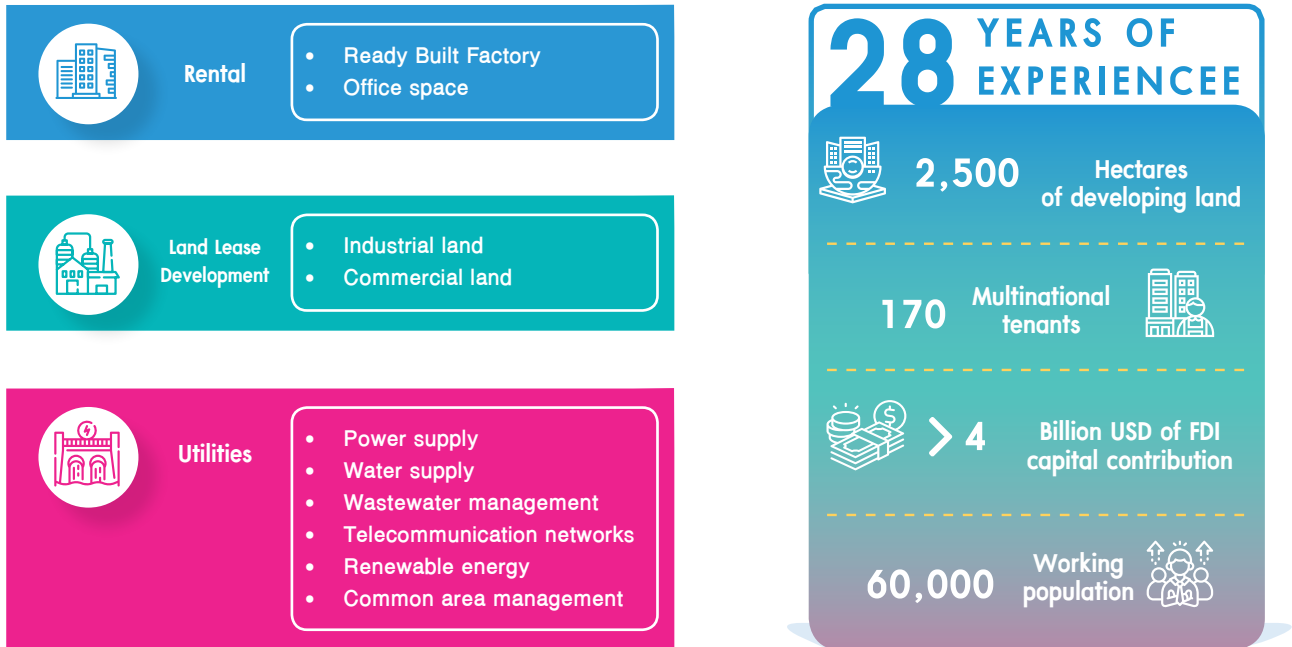 Rental
• Ready Built Factory
• Office space
Land Lease
Development
• Industrial land
• Commercial land
Utilities
• Power supply
• Water supply
• Wastewater management
• Telecommunication networks
• Renewable energy
• Common area management
28 YEARS OF
EXPERIENCEE
2,500 Hectares
of developing land
170 Multinational
tenants
> 4 Billion USD of FDI
capital contribution
60,000 Working
population